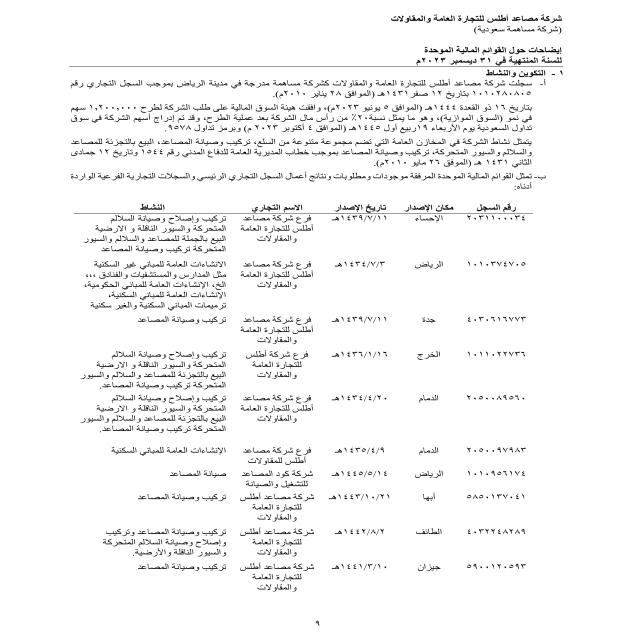 شركة مصاعد أطلس للتجارة العامة والمقاولات
(شركة مساهمة سعودية)
إيضاحات حول القوائم المالية الموحدة
للسنة المنتهية في ٣١ ديسمبر ٢٠٢٣م
١ - التكوين والنشاط
أ- سجلت شركة مصاعد أطلس للتجارة العامة والمقاولات كشركة مساهمة مدرجة في مدينة الرياض بموجب السجل التجاري رقم
١٠١٠٢٨٠٨٠٥ بتاريخ ١٢ صفر ١٤٣١هـ (الموافق ٢٨ يناير ٢٠١٠م).
بتاريخ ١٦ ذو القعدة ١٤٤٤هـ (الموافق ٥ يونيو ٢٠٢٣م)، وافقت هيئة السوق المالية على طلب الشركة لطرح ١,٢٠٠,٠٠٠ سهم
في نمو (السوق الموازية)، وهو ما يمثل نسبة ٢٠٪ من رأس مال الشركة بعد عملية الطرح، وقد تم إدراج أسهم الشركة في سوق
تداول السعودية يوم الأربعاء ١٩ ربيع أول ١٤٤٥هـ (الموافق ٤ أكتوبر ٢٠٢٣ م) وبرمز تداول ٩٥٧٨.
يتمثل نشاط الشركة في المخازن العامة التي تضم مجموعة متنوعة من السلع، تركيب وصيانة المصاعد، البيع بالتجزئة للمصاعد
والسلالم والسيور المتحركة، تركيب وصيانة المصاعد بموجب خطاب المديرية العامة للدفاع المدني رقم ١٥٤٤ وتاريخ ١٢ جمادى
الثاني ١٤٣١ هـ (الموفق ٢٦ مايو ٢٠١٠م).
ب- تمثل القوائم المالية الموحدة المرفقة موجودات ومطلوبات ونتائج أعمال السجل التجاري الرئيسي والسجلات التجارية الفرعية الواردة
أدناه:
رقم السجل مكان الإصدار تاريخ الإصدار الاسم التجاري النشاط
٢٠٣١١٠٠٠٣٤ الإحساء ١٤٣٩/٧/١١هـ فرع شركة مصاعد تركيب وإصلاح وصيانة السلالم
أطلس للتجارة العامة المتحركة والسيور الناقلة و الارضية
والمقاولات البيع بالجملة للمصاعد والسلالم والسيور
المتحركة تركيب وصيانة المصاعد
١٠١٠٣٧٤٧٠٥ الرياض ١٤٣٤/٧/٣هـ فرع شركة مصاعد الانشاءات العامة للمباني غير السكنية
أطلس للتجارة العامة مثل المدارس والمستشفيات والفنادق ،،،
والمقاولات الخ، الإنشاءات العامة للمباني الحكومية،
الإنشاءات العامة للمباني السكنية،
ترميمات المباني السكنية والغير سكنية
٤٠٣٠٦١٦٧٧٣ جدة ١٤٣٩/٧/١١هـ فرع شركة مصاعد تركيب وصيانة المصاعد
أطلس للتجارة العامة
والمقاولات
١٠١١٠٢٢٧٣٦ الخرج ١٤٣٦/١/١٦هـ فرع شركة أطلس تركيب وإصلاح وصيانة السلالم
للتجارة العامة المتحركة والسيور الناقلة و الارضية
والمقاولات البيع بالتجزئة للمصاعد والسلالم والسيور
المتحركة تركيب وصيانة المصاعد.
٢٠٥٠٠٨٩٥٦٠ الدمام ١٤٣٤/٤/٢٠هـ فرع شركة مصاعد تركيب وإصلاح وصيانة السلالم
أطلس للتجارة العامة المتحركة والسيور الناقلة و الارضية
والمقاولات البيع بالتجزئة للمصاعد والسلالم والسيور
المتحركة تركيب وصيانة المصاعد
٢٠٥٠٠٩٧٩٨٣ الدمام ١٤٣٥/٤/٩هـ فرع شركة مصاعد الإنشاءات العامة للمباني السكنية
أطلس للمقاولات
١٠١٠٩٥٦١٧٤ الرياض ١٤٤٥/٥/١٤هـ شركة كود المصاعد صيانة المصاعد
للتشغيل والصيانة
٥٨٥٠١٣٧٠٤١ أبها ١٤٤٣/١٠/٢١هـ شركة مصاعد أطلس تركيب وصيانة المصاعد
للتجارة العامة
والمقاولات
٤٠٣٢٢٤٨٢٨٩ الطائف ١٤٤٢/٨/٢هـ شركة مصاعد أطلس تركيب وصيانة المصاعد وتركيب
للتجارة العامة وإصلاح وصيانة السلالم المتحركة
والمقاولات والسيور الناقلة والأرضية.
٥٩٠٠١٢٠٥٩٣ جيزان ١٤٤١/٣/١٠هـ شركة مصاعد أطلس تركيب وصيانة المصاعد
للتجارة العامة
والمقاولات
٩